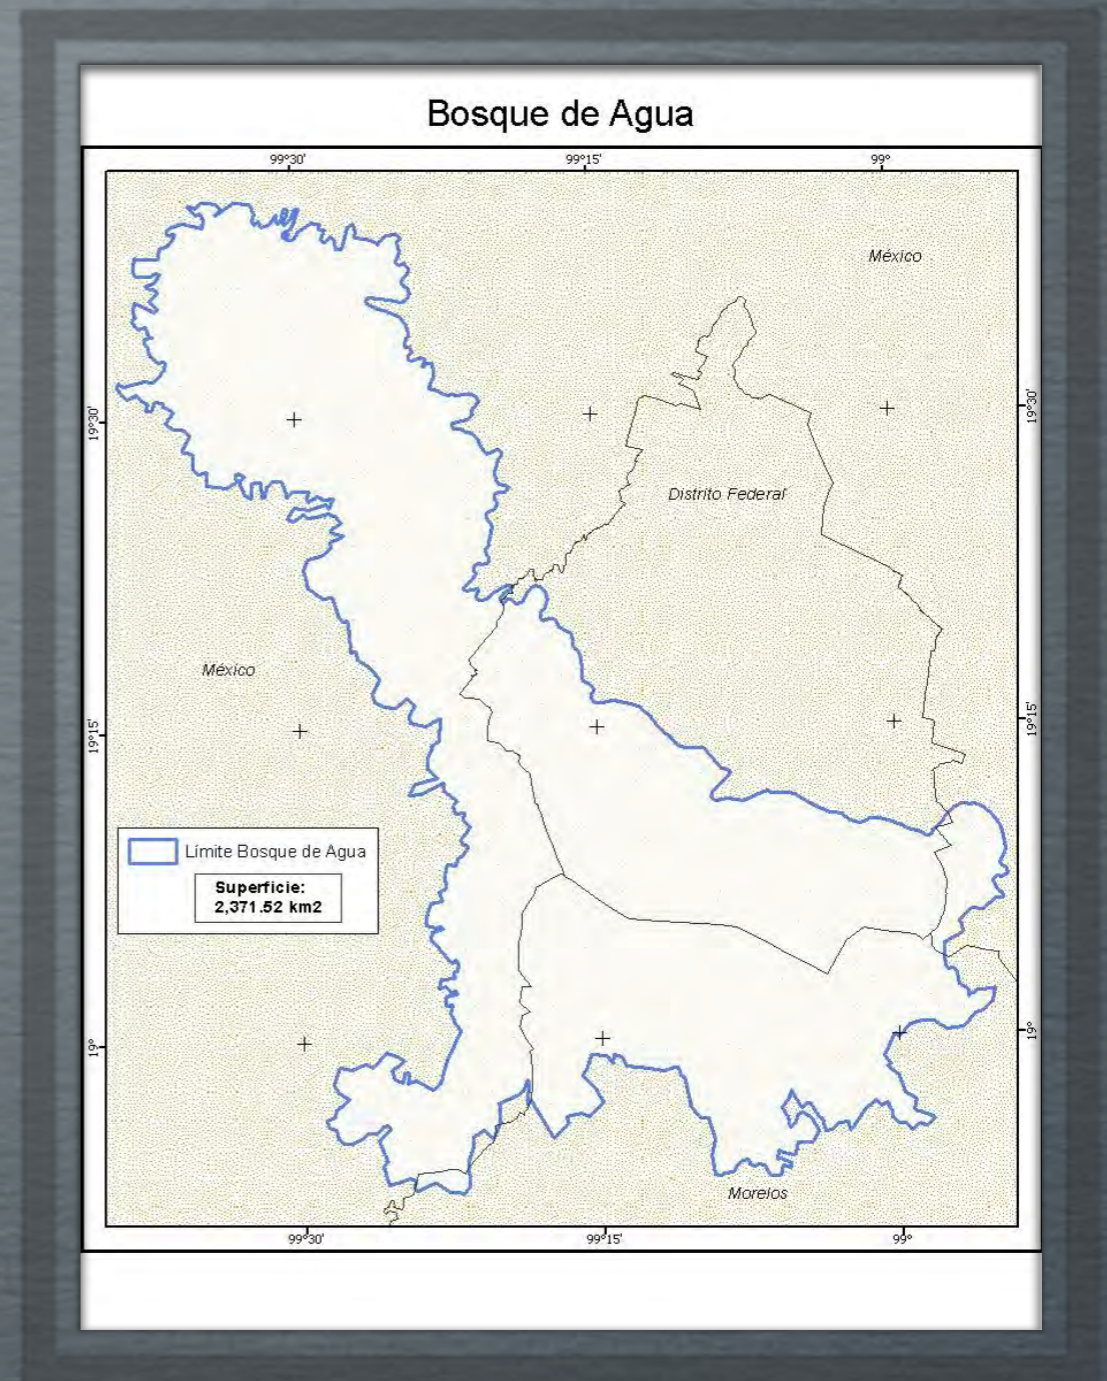 Bosque de Agua
99°30'
99°15'
99°
México
19°30'
19°30'
Distrito Federal
México
19°15'
19°15'
Límite Bosque de Agua
Superficie:
2,371.52 km2
19°
19°
Morelos
99°30'
99°15'
99°